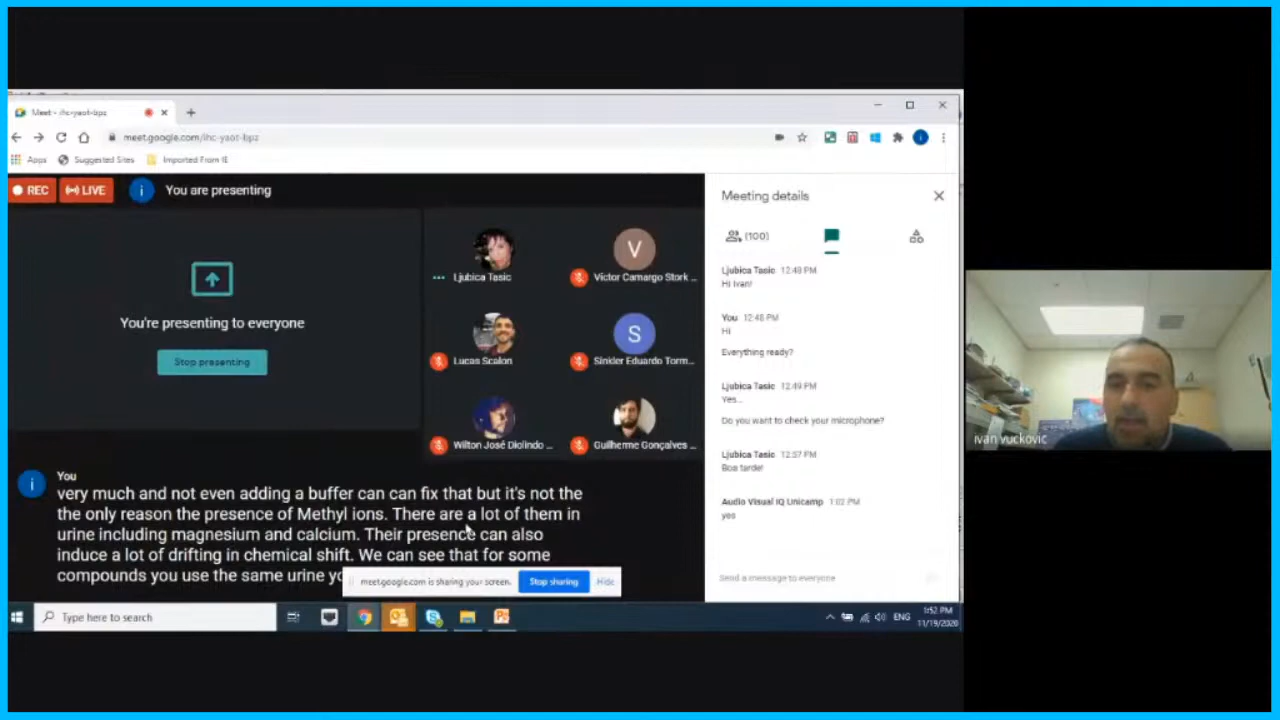 Meet - ihc-yaot-bpz
meet.google.com/ihc-yaot-bpz
Apps
Suggested Sites
Imported From IE
REC
LIVE
You are presenting
You're presenting to everyone
Stop presenting
Ljubica Tasic
V
Victor Camargo Stork ...
Lucas Scalon
S
Sinkler Eduardo Torm...
Wilton José Diolindo ...
Guilherme Gonçalves ...
You
very much and not even adding a buffer can can fix that but it's not the
the only reason the presence of Methyl ions. There are a lot of them in
urine including magnesium and calcium. Their presence can also
induce a lot of drifting in chemical shift. We can see that for some
compounds you use the same urine
meet.google.com is sharing your screen.
Stop sharing
Hide
Meeting details
(100)
Ljubica Tasic 12:48 PM
Hi Ivan!
You 12:48 PM
Hi
Everything ready?
Ljubica Tasic 12:49 PM
Yes...
Do you want to check your microphone?
Ljubica Tasic 12:57 PM
Boa tarde!
Audio Visual IQ Unicamp 1:02 PM
yes
Send a message to everyone
Type here to search
ENG
1:52 PM
11/19/2020
Ivan Vuckovic